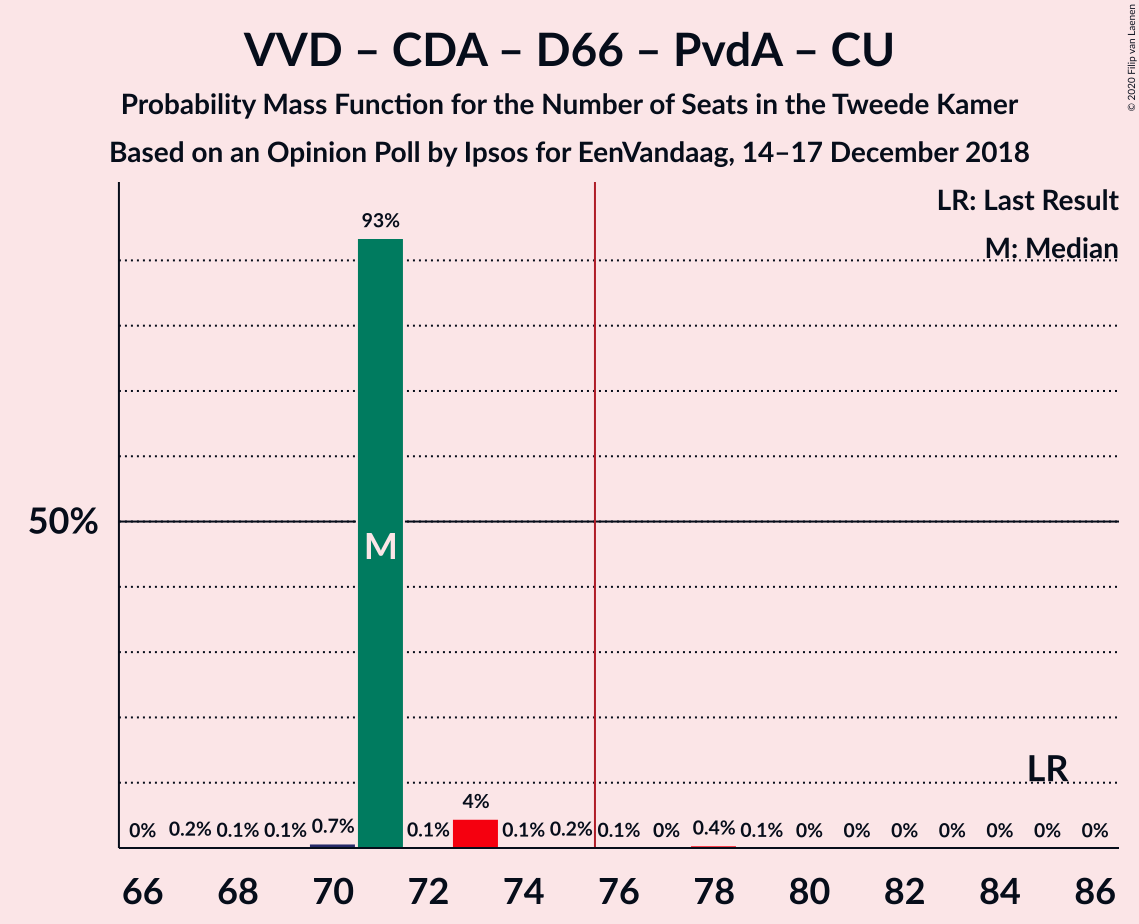 VVD – CDA – D66 – PvdA – CU
Probability Mass Function for the Number of Seats in the Tweede Kamer
Based on an Opinion Poll by Ipsos for EenVandaag, 14–17 December 2018
© 2020 Filip van Laenen
LR: Last Result
M: Median
93%
50%
M
LR
4%
0% 0.2% 0.1% 0.1% 0.7% 0.1% 0.1% 0.2% 0.1% 0% 0.4% 0.1% 0% 0% 0% 0% 0% 0% 0%
66 68 70 72 74 76 78 80 82 84 86